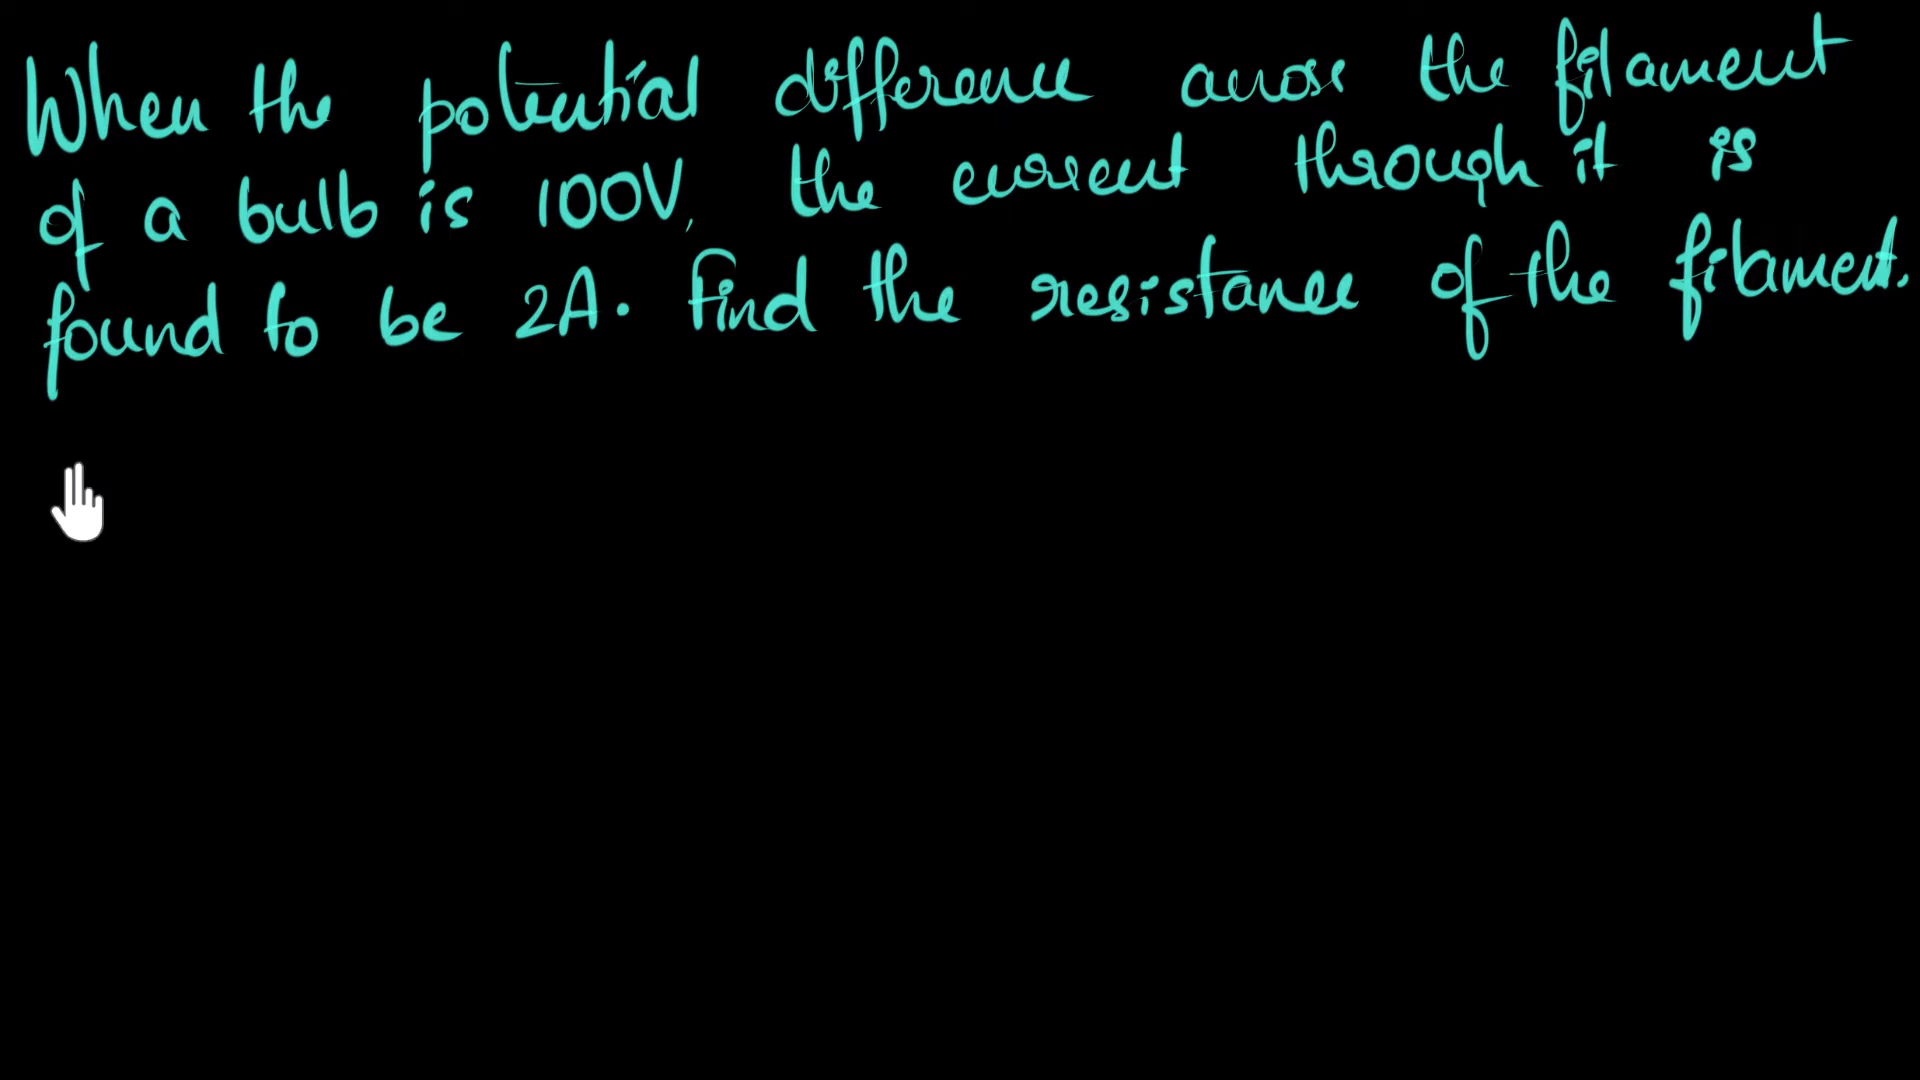 When the potential difference across the filament
of a bulb is 100V, the current through it is
found to be 2A. Find the resistance of the filament.